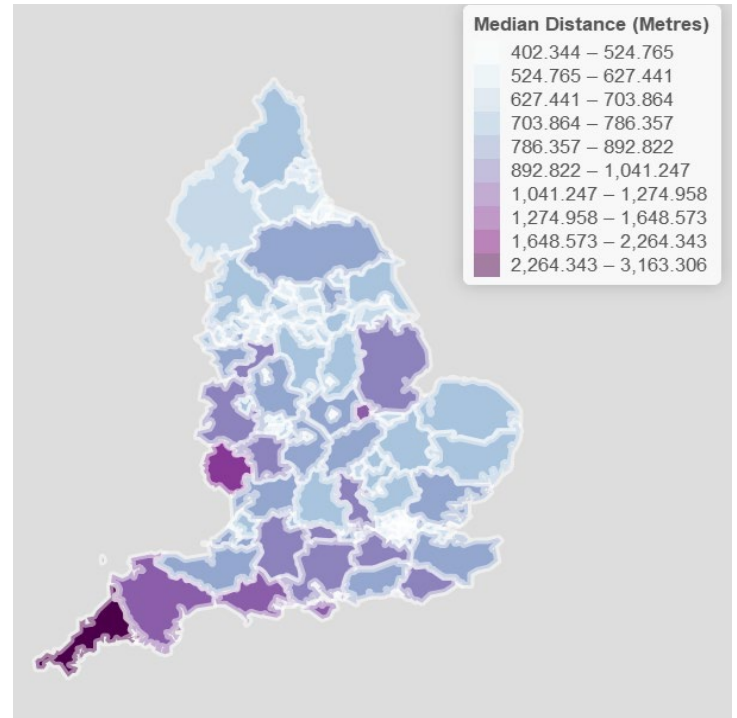 Median Distance (Metres)
402.344 – 524.765
524.765 – 627.441
627.441 – 703.864
703.864 – 786.357
786.357 – 892.822
892.822 – 1,041.247
1,041.247 – 1,274.958
1,274.958 – 1,648.573
1,648.573 – 2,264.343
2,264.343 – 3,163.306